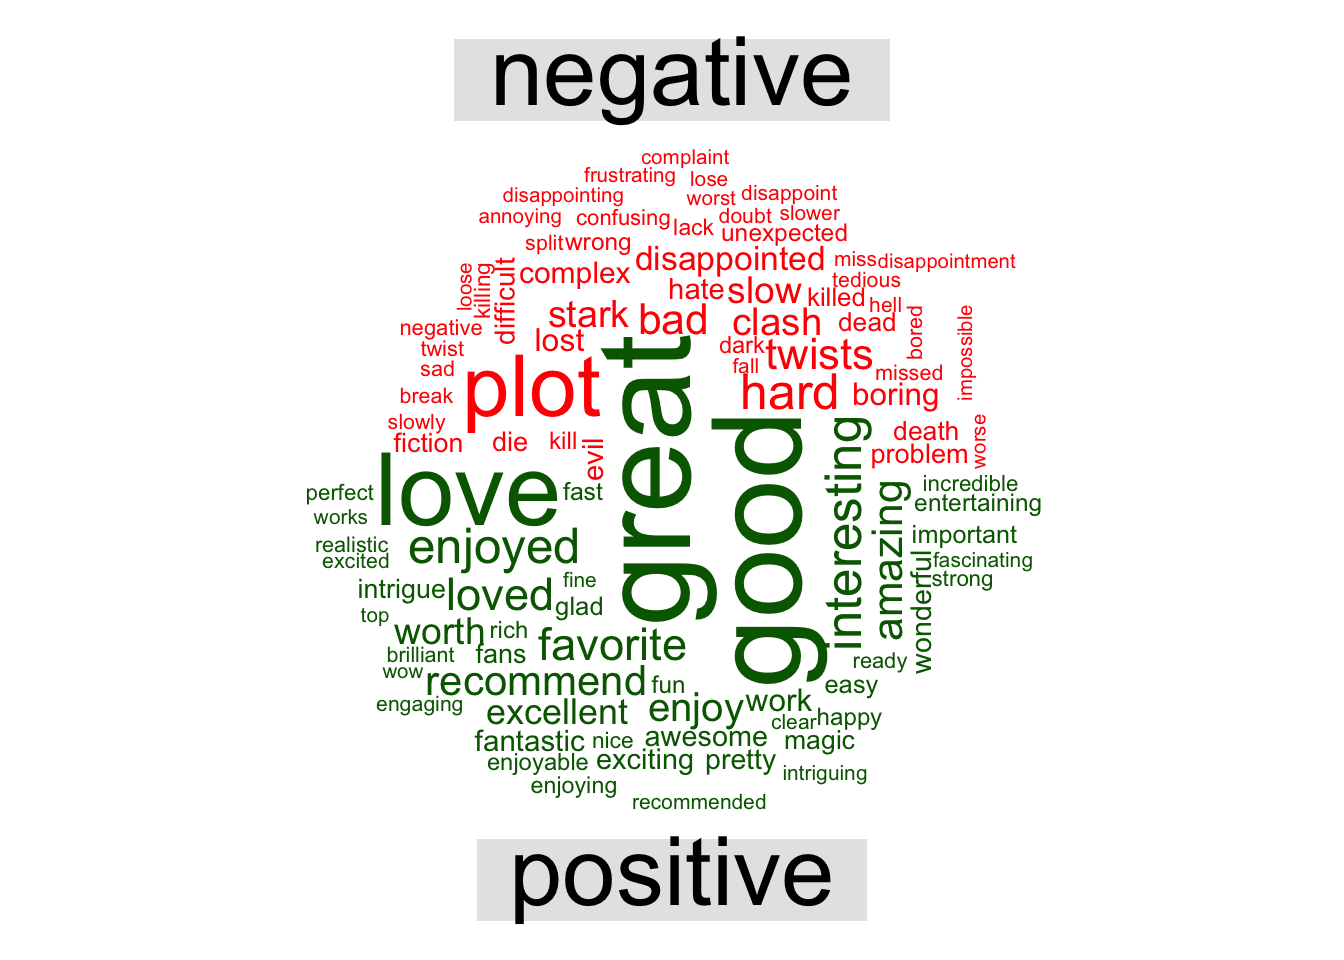 negative
complaint
frustrating lose
disappointing worst disappoint
annoying confusing lack doubt slower
split wrong unexpected
disappointed miss disappointment
loose killing difficult complex hate slow killed tedious
hell
stark bad clash dead bored impossible
negative lost dark twists
twist fall missed
sad plot hard boring
break
slowly death worse
fiction die kill evil problem
great good interesting amazing
perfect love fast incredible
works entertaining
realistic enjoyed important
excited fascinating
intrigue loved fine wonderful strong
top glad
worth rich favorite
brilliant fans ready
wow recommend fun easy
engaging excellent enjoy work
clear happy
fantastic nice awesome magic
enjoyable exciting pretty
enjoying intriguing
recommended
positive